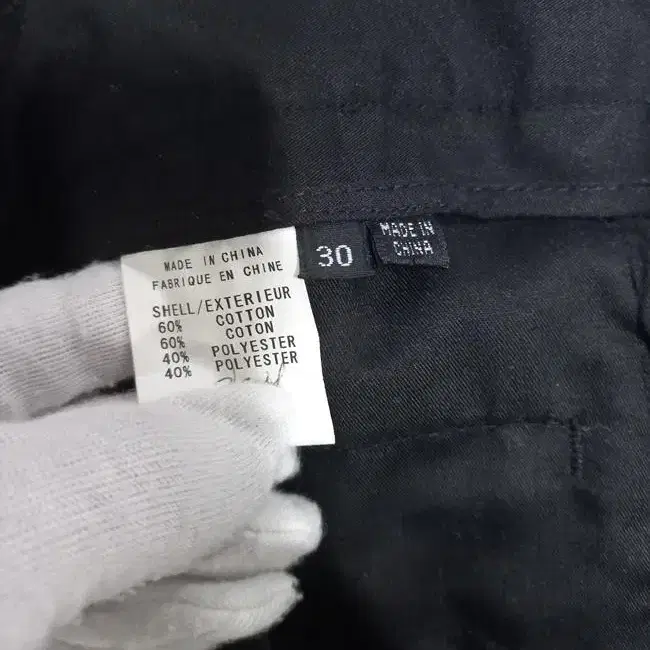 MADE IN CHINA
FABRIQUE EN CHINE
SHELL/EXTERIEUR
60% COTTON
60% COTON
40% POLYESTER
40% POLYESTER
30
MADE IN
CHINA